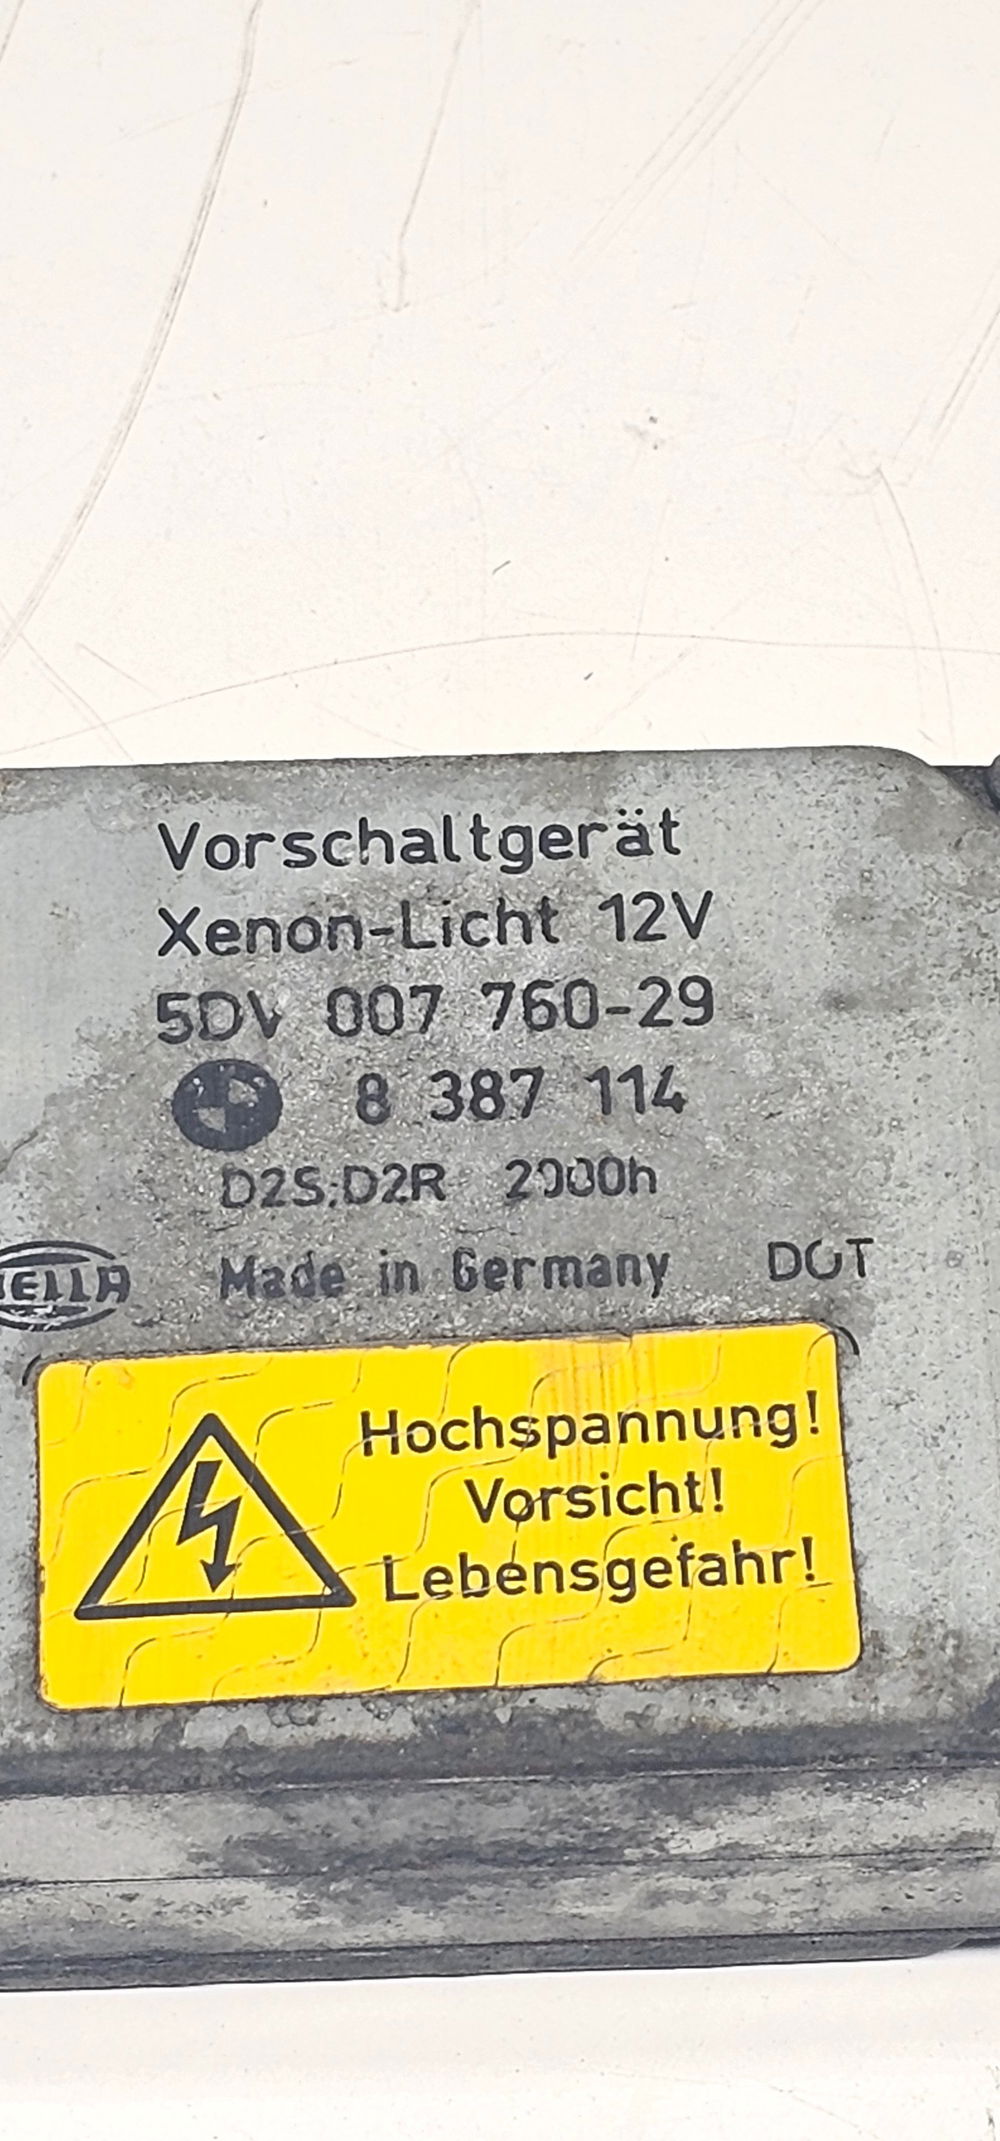 Vorschaltgerät
Xenon-Licht 12V
5DV 007 760-29
8 387 114
D2S;D2R 2000h
HELLA Made in Germany DOT
Hochspannung!
Vorsicht!
Lebensgefahr!